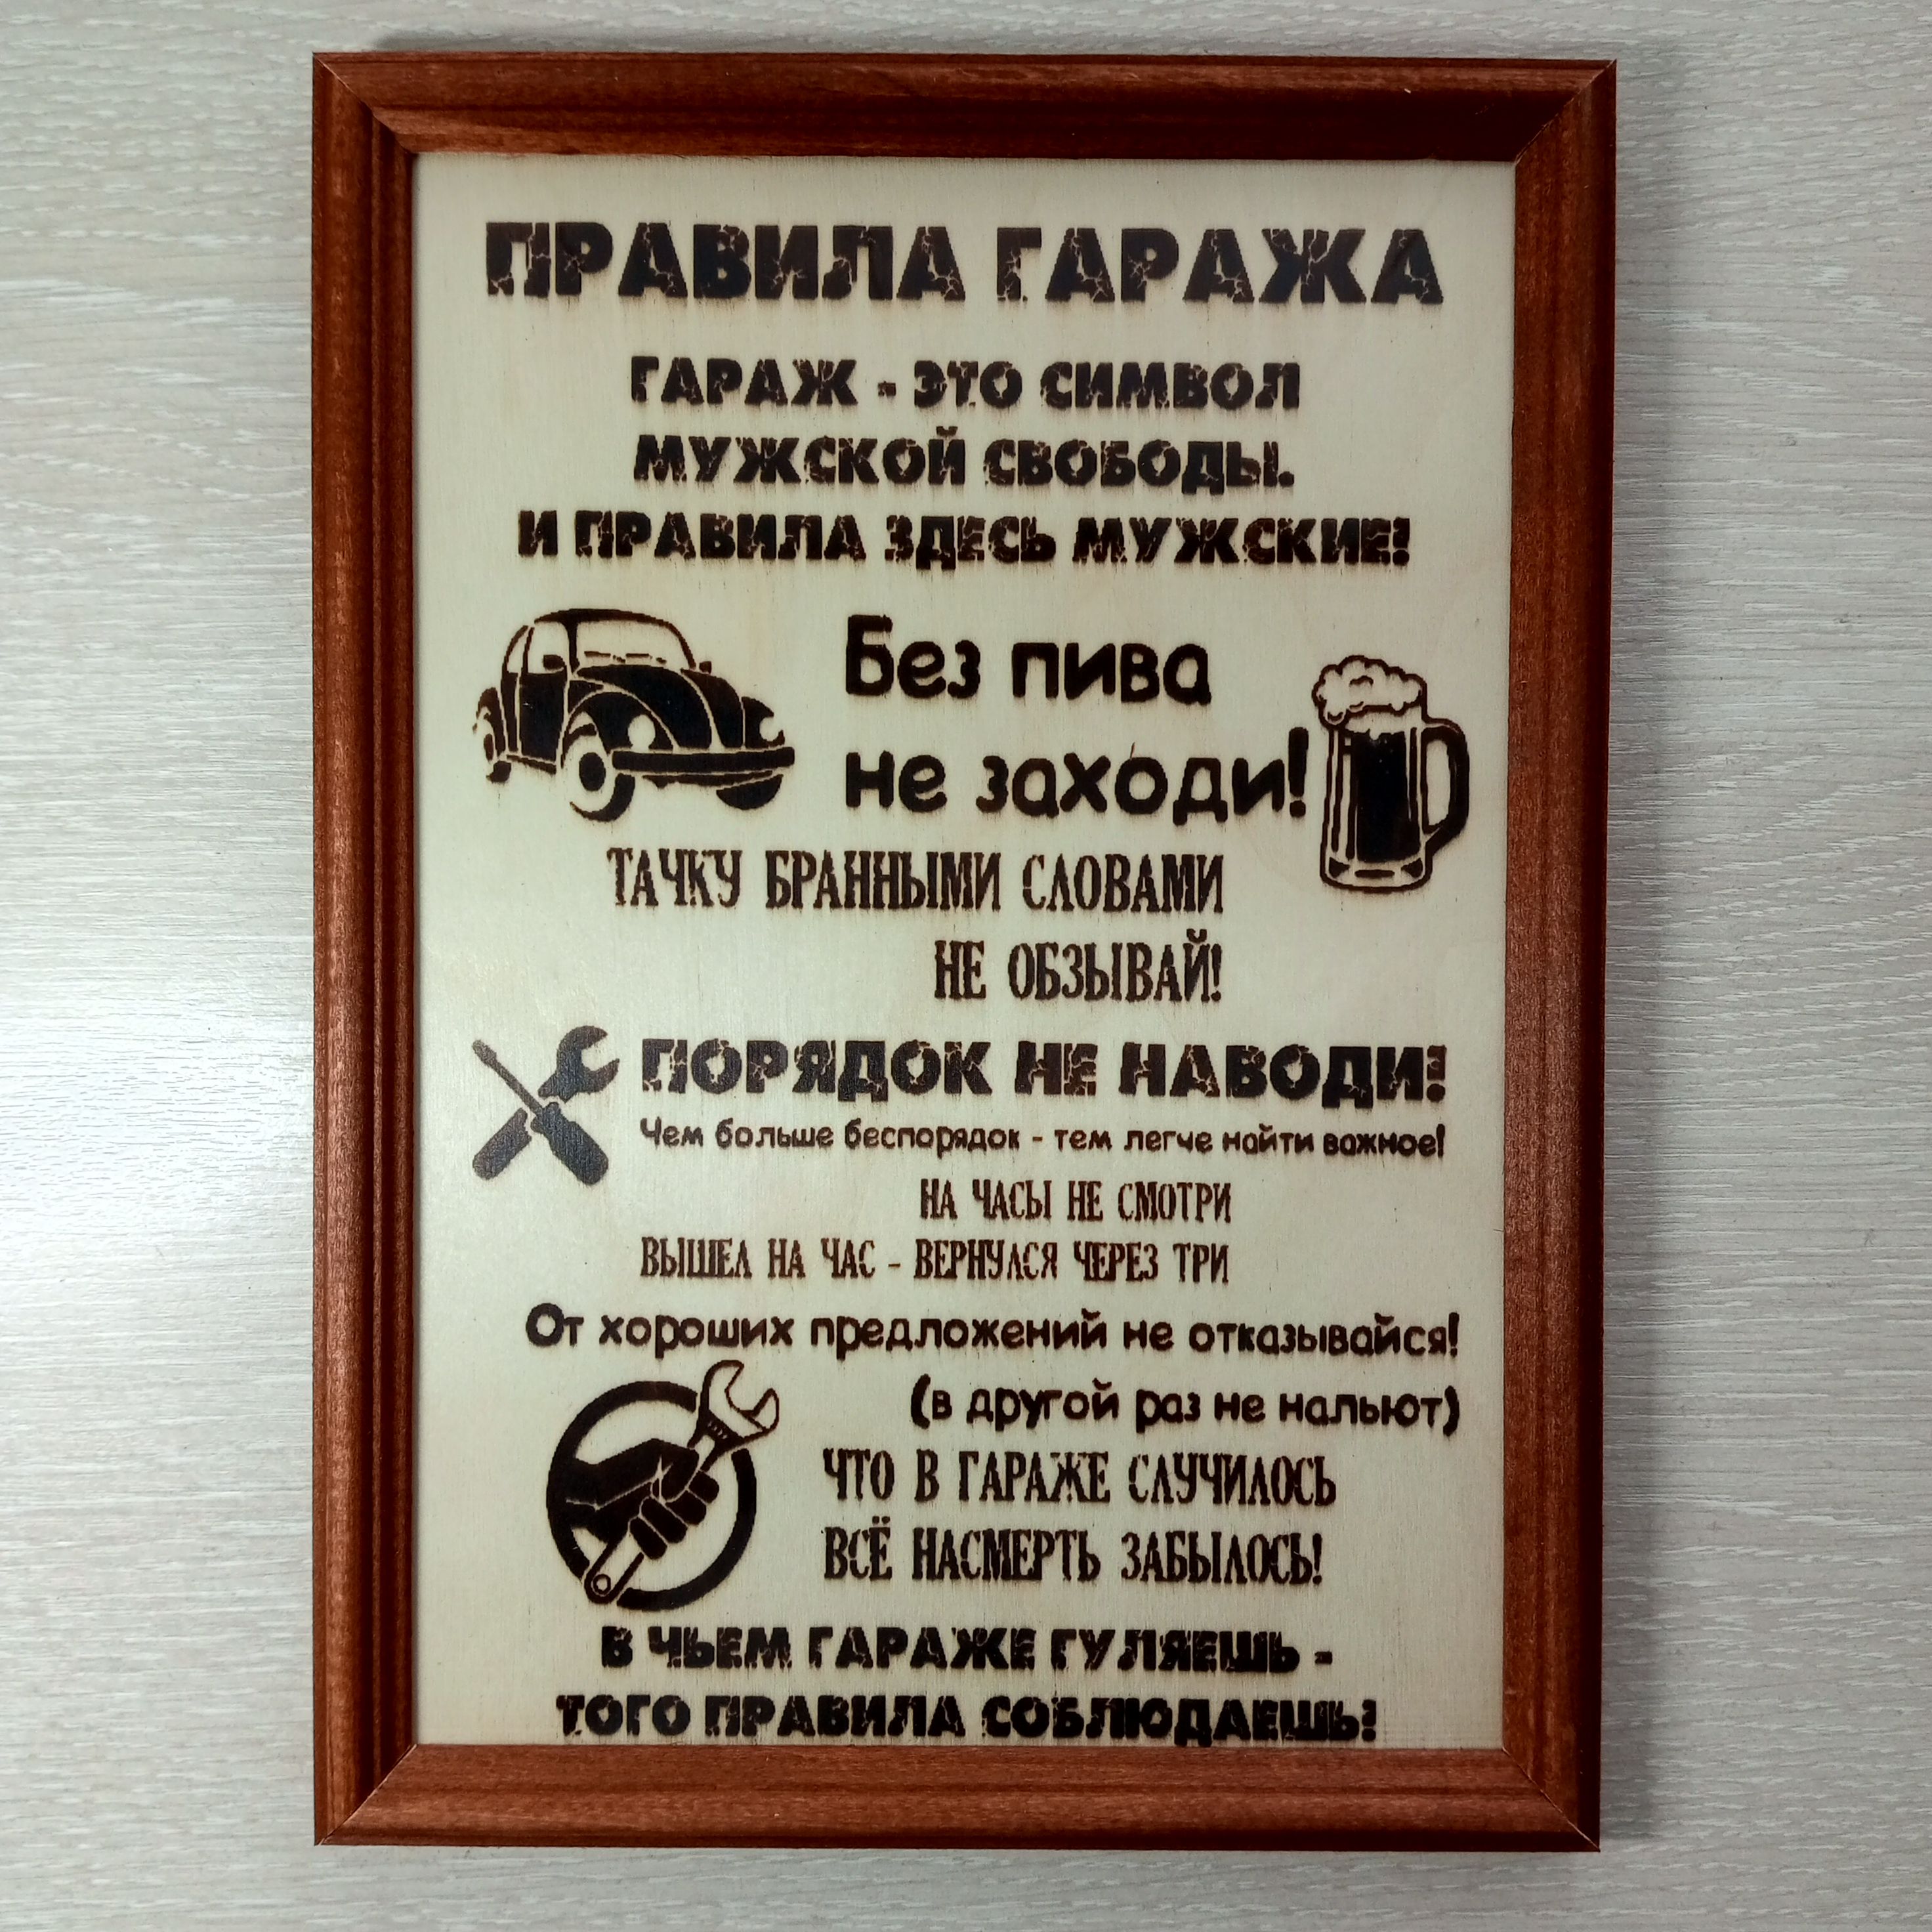 ПРАВИЛА ГАРАЖА
ГАРАЖ - ЭТО СИМВОЛ
МУЖСКОЙ СВОБОДЫ.
И ПРАВИЛА ЗДЕСЬ МУЖСКИЕ!
Без пива
не заходи!
ТАЧКУ БРАННЫМИ СЛОВАМИ
НЕ ОБЗЫВАЙ!
ПОРЯДОК НЕ НАВОДИ!
Чем больше беспорядок - тем легче найти важное!
НА ЧАСЫ НЕ СМОТРИ
ВЫШЕЛ НА ЧАС - ВЕРНУЛСЯ ЧЕРЕЗ ТРИ
От хороших предложений не отказывайся!
(в другой раз не нальют)
ЧТО В ГАРАЖЕ СЛУЧИЛОСЬ
ВСЁ НАСМЕРТЬ ЗАБЫЛОСЬ!
В ЧЬЕМ ГАРАЖЕ ГУЛЯЕШЬ -
ТОГО ПРАВИЛА СОБЛЮДАЕШЬ!